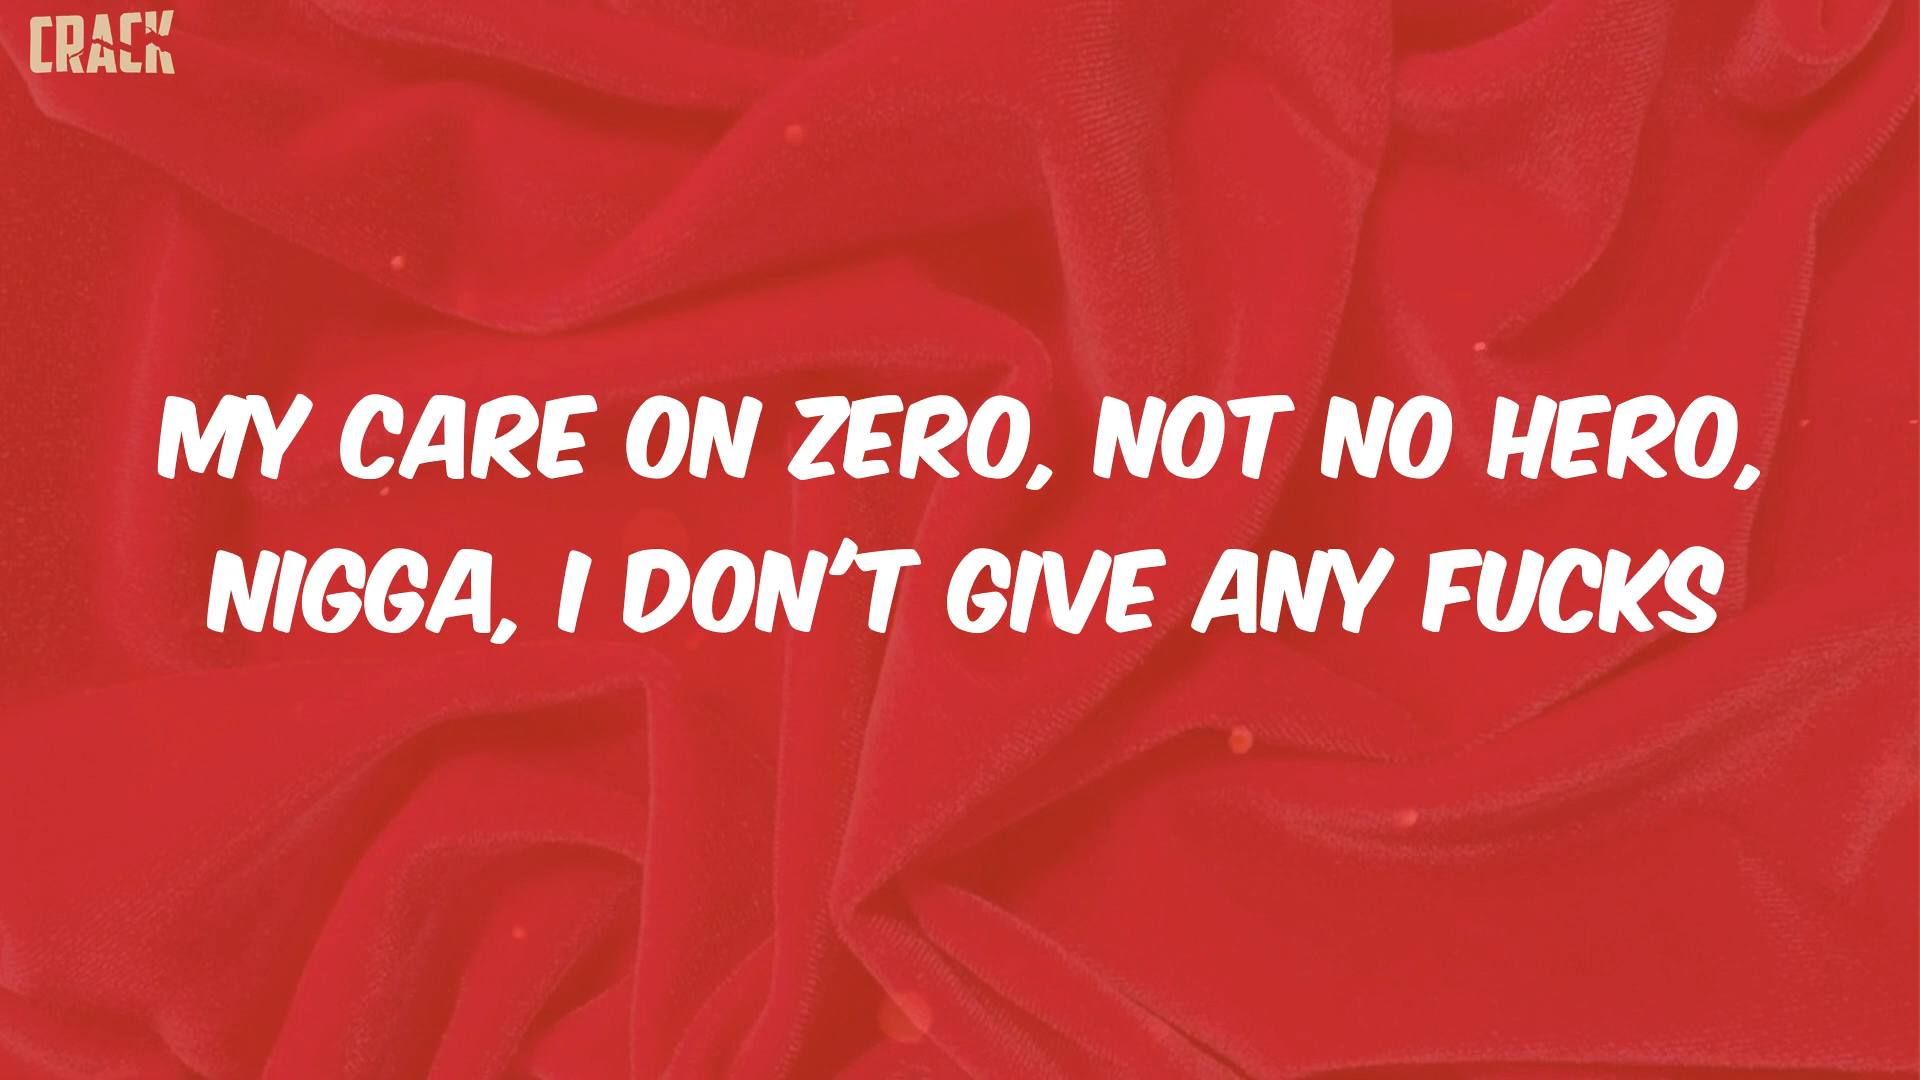 CRACK
MY CARE ON ZERO, NOT NO HERO,
NIGGA, I DON'T GIVE ANY FUCKS